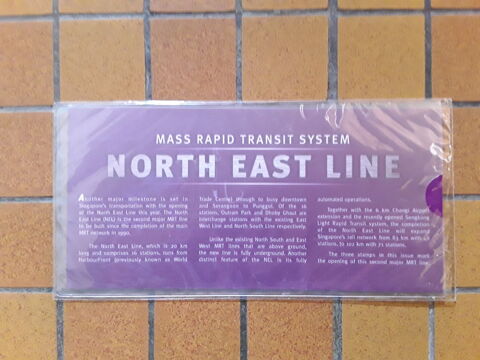 MASS RAPID TRANSIT SYSTEM
NORTH EAST LINE
Another major milestone is set in
Singapore's transportation with the opening
of the North East Line this year. The North
East Line (NEL) is the second major MRT line
to be built since the completion of the main
MRT network in 1990.
The North East Line, which is 20 km
long and comprises 16 stations, runs from
HarbourFront (previously known as World
Trade Centre) through to busy downtown
and Serangoon to Punggol. Of the 16
stations, Outram Park and Dhoby Ghaut are
interchange stations with the existing East
West Line and North South Line respectively.
Unlike the existing North South and East
West MRT lines that are above ground,
the new line is fully underground. Another
distinct feature of the NEL is its fully
automated operations.
Together with the 6 km Changi Airport
extension and the recently opened Sengkang
Light Rapid Transit system, the completion
of the North East Line will expand
Singapore's rail network from 83 km with
stations, to 122 km with 71 stations.
The three stamps in this issue mark
the opening of this second major MRT line.